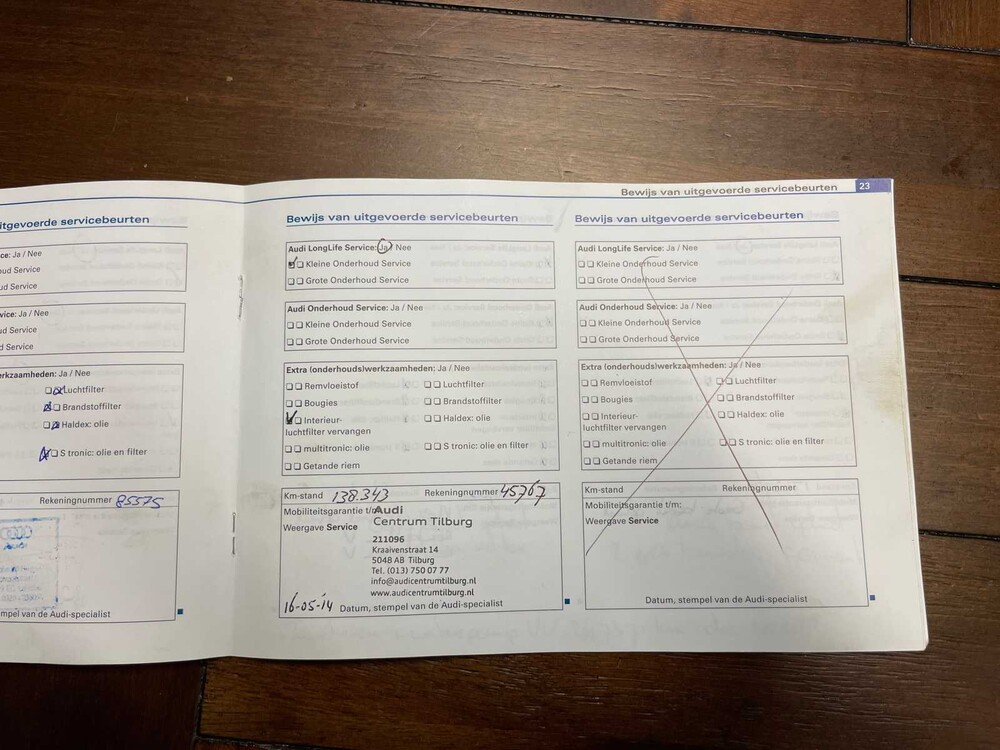 Bewijs van uitgevoerde servicebeurten 23
itgevoerde servicebeurten
ce: Ja / Nee
ud Service
ud Service
vice: Ja / Nee
ud Service
d Service
erkzaamheden: Ja / Nee
Luchtfilter
Brandstoffilter
Haldex: olie
S tronic: olie en filter
Rekeningnummer 85575
mpel van de Audi-specialist
Bewijs van uitgevoerde servicebeurten
Audi LongLife Service: Ja / Nee
Kleine Onderhoud Service
Grote Onderhoud Service
Audi Onderhoud Service: Ja / Nee
Kleine Onderhoud Service
Grote Onderhoud Service
Extra (onderhouds)werkzaamheden: Ja / Nee
Remvloeistof Luchtfilter
Bougies Brandstoffilter
Interieur- Haldex: olie
luchtfilter vervangen
multitronic: olie S tronic: olie en filter
Getande riem
Km-stand 138.343 Rekeningnummer 45767
Mobiliteitsgarantie t/m: Audi
Weergave Service Centrum Tilburg
211096
Kraaivenstraat 14
5048 AB Tilburg
Tel. (013) 750 07 77
info@audicentrumtilburg.nl
www.audicentrumtilburg.nl
16-05-14 Datum, stempel van de Audi-specialist
Bewijs van uitgevoerde servicebeurten
Audi LongLife Service: Ja / Nee
Kleine Onderhoud Service
Grote Onderhoud Service
Audi Onderhoud Service: Ja / Nee
Kleine Onderhoud Service
Grote Onderhoud Service
Extra (onderhouds)werkzaamheden: Ja / Nee
Remvloeistof Luchtfilter
Bougies Brandstoffilter
Interieur- Haldex: olie
luchtfilter vervangen
multitronic: olie S tronic: olie en filter
Getande riem
Km-stand Rekeningnummer
Mobiliteitsgarantie t/m:
Weergave Service
Datum, stempel van de Audi-specialist